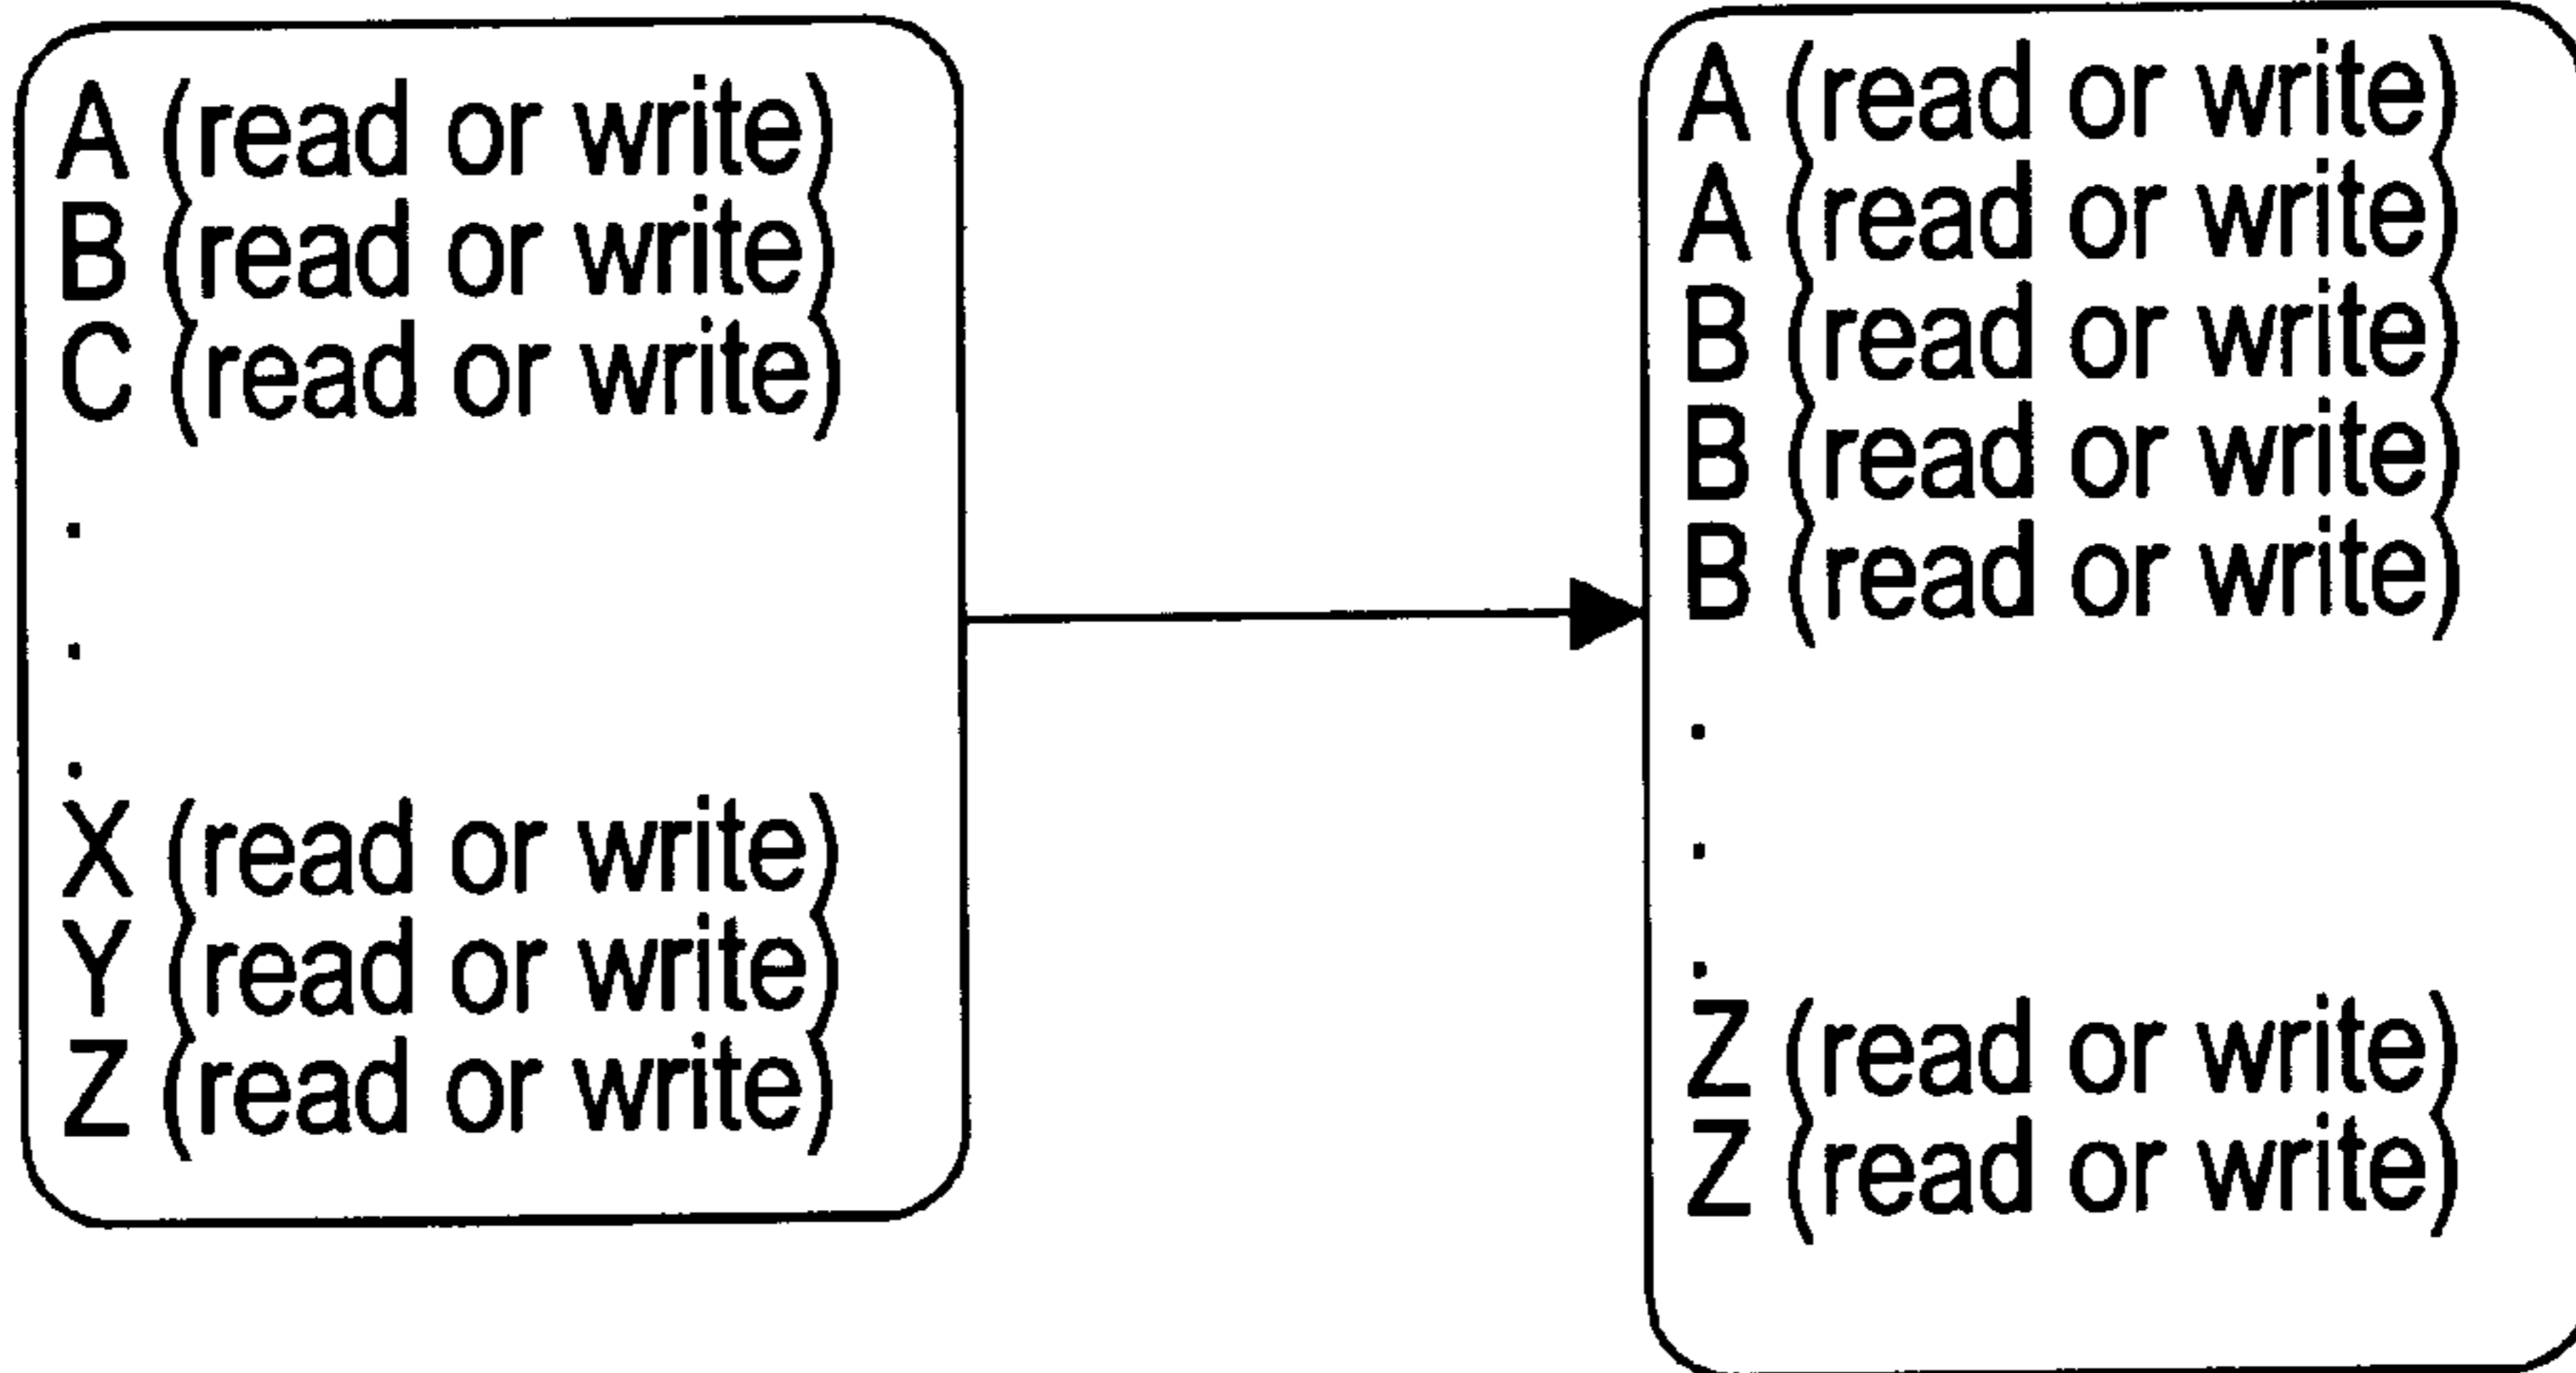 A (read or write)
B (read or write)
C (read or write)
.
.
.
X (read or write)
Y (read or write)
Z (read or write)
A (read or write)
A (read or write)
B (read or write)
B (read or write)
B (read or write)
.
.
.
Z (read or write)
Z (read or write)